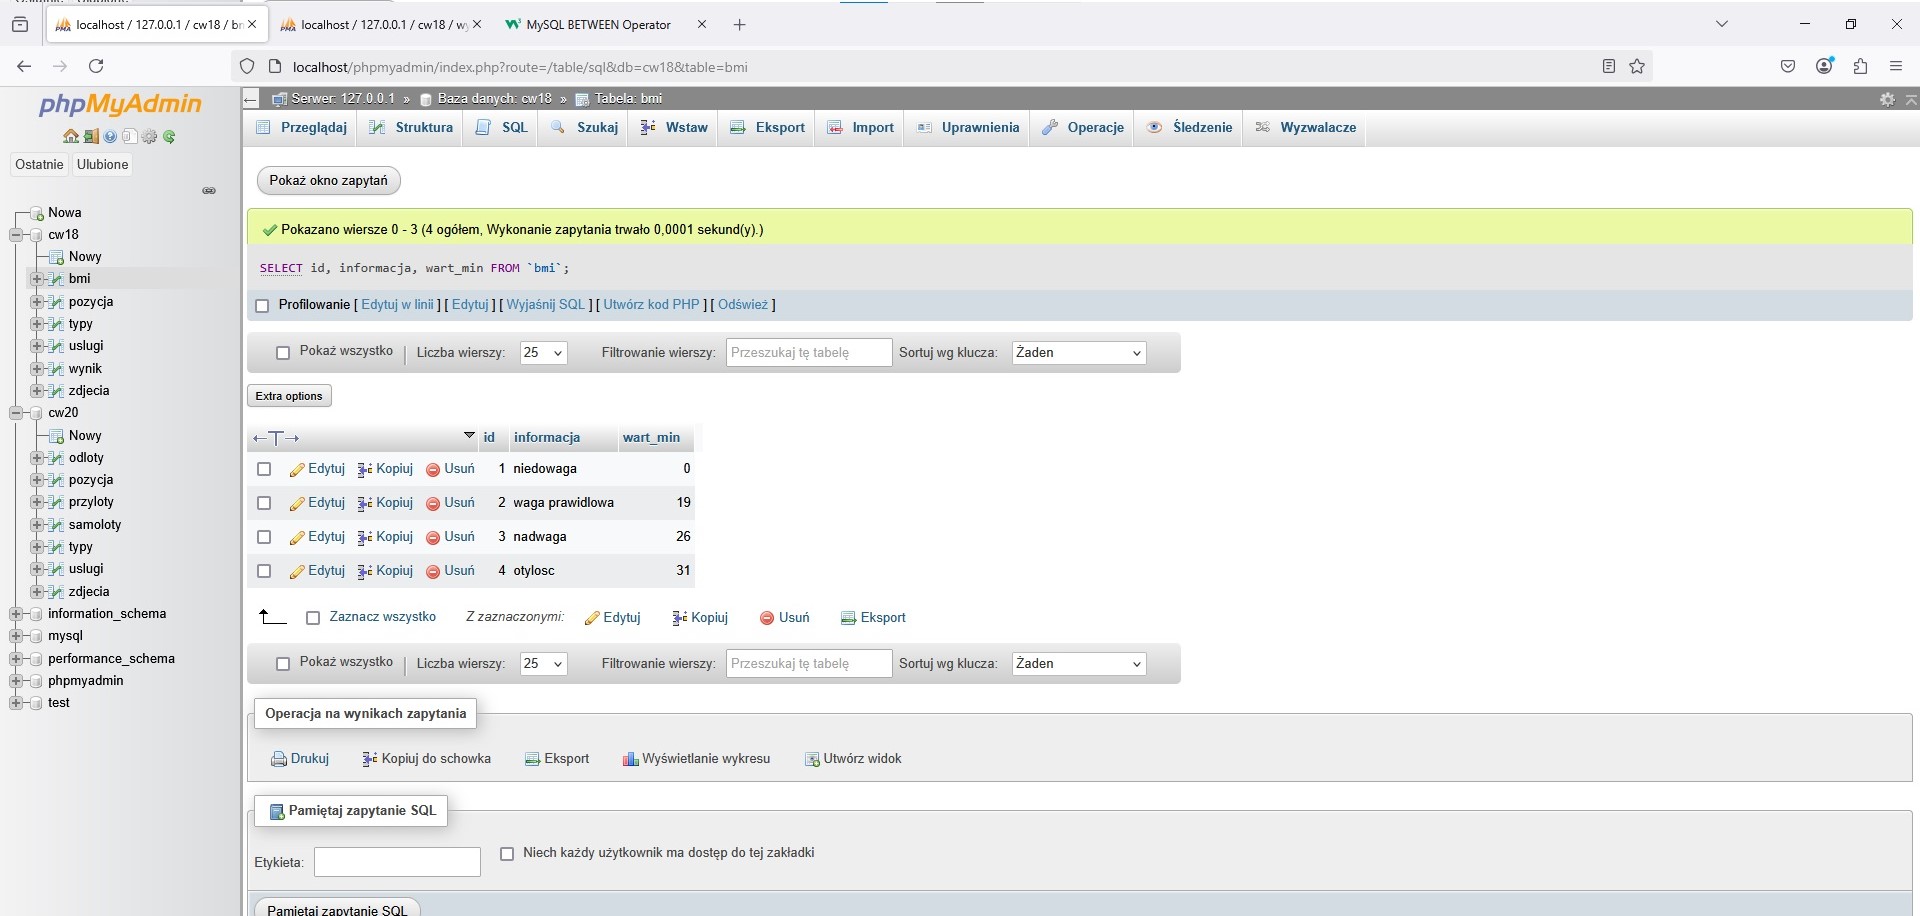 localhost / 127.0.0.1 / cw18 / bm
localhost / 127.0.0.1 / cw18 / wy
MySQL BETWEEN Operator
localhost/phpmyadmin/index.php?route=/table/sql&db=cw18&table=bmi
phpMyAdmin
Ostatnie Ulubione
Nowa
cw18
Nowy
bmi
pozycja
typy
uslugi
wynik
zdjecia
cw20
Nowy
odloty
pozycja
przyloty
samoloty
typy
uslugi
zdjecia
information_schema
mysql
performance_schema
phpmyadmin
test
Serwer: 127.0.0.1 » Baza danych: cw18 » Tabela: bmi
Przeglądaj Struktura SQL Szukaj Wstaw Eksport Import Uprawnienia Operacje Śledzenie Wyzwalacze
Pokaż okno zapytań
Pokazano wiersze 0 - 3 (4 ogółem, Wykonanie zapytania trwało 0,0001 sekund(y).)
SELECT id, informacja, wart_min FROM `bmi`;
Profilowanie [ Edytuj w linii ] [ Edytuj ] [ Wyjaśnij SQL ] [ Utwórz kod PHP ] [ Odśwież ]
Pokaż wszystko | Liczba wierszy: 25 Filtrowanie wierszy: Przeszukaj tę tabelę Sortuj wg klucza: Żaden
Extra options
←T→ id informacja wart_min
Edytuj Kopiuj Usuń 1 niedowaga 0
Edytuj Kopiuj Usuń 2 waga prawidlowa 19
Edytuj Kopiuj Usuń 3 nadwaga 26
Edytuj Kopiuj Usuń 4 otylosc 31
Zaznacz wszystko Z zaznaczonymi: Edytuj Kopiuj Usuń Eksport
Pokaż wszystko | Liczba wierszy: 25 Filtrowanie wierszy: Przeszukaj tę tabelę Sortuj wg klucza: Żaden
Operacja na wynikach zapytania
Drukuj Kopiuj do schowka Eksport Wyświetlanie wykresu Utwórz widok
Pamiętaj zapytanie SQL
Etykieta: Niech każdy użytkownik ma dostęp do tej zakładki
Pamiętaj zapytanie SQL